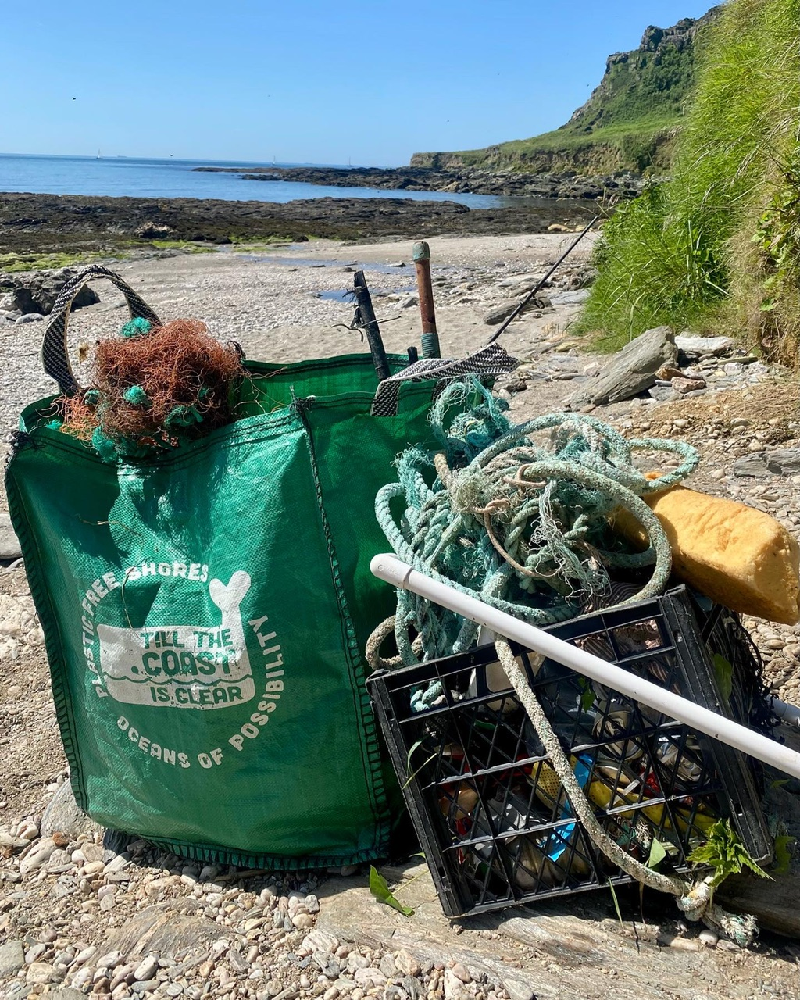 PLASTIC FREE SHORES
TILL THE
COAST
IS CLEAR
OCEANS OF POSSIBILITY